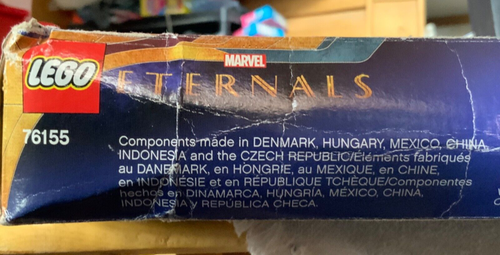 LEGO
MARVEL
ETERNALS
76155
Components made in DENMARK, HUNGARY, MEXICO, CHINA,
INDONESIA and the CZECH REPUBLIC/Éléments fabriqués
au DANEMARK, en HONGRIE, au MEXIQUE, en CHINE,
en INDONÉSIE et en RÉPUBLIQUE TCHÈQUE/Componentes
hechos en DINAMARCA, HUNGRÍA, MÉXICO, CHINA,
INDONESIA y REPÚBLICA CHECA.